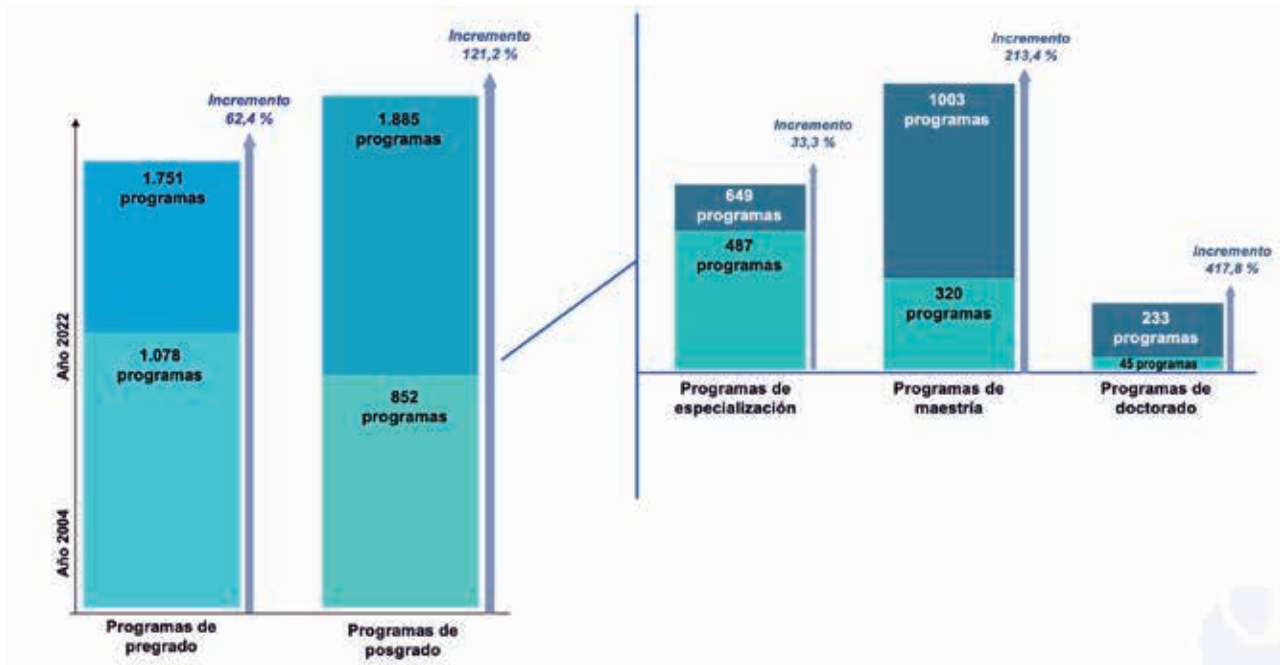 Incremento
62,4 %
1.751
programas
1.078
programas
Programas de
pregrado
Incremento
121,2 %
1.885
programas
852
programas
Programas de
posgrado
Año 2022
Año 2004
Incremento
33,3 %
649
programas
487
programas
Programas de
especialización
Incremento
213,4 %
1003
programas
320
programas
Programas de
maestría
Incremento
417,8 %
233
programas
45 programas
Programas de
doctorado